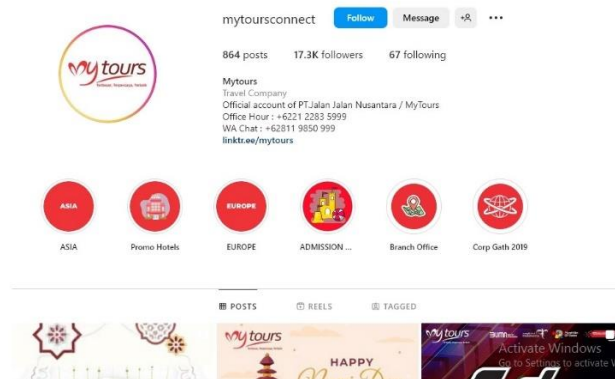 mytoursconnect Follow Message
864 posts 17.3K followers 67 following
Mytours
Travel Company
Official account of PT.Jalan Jalan Nusantara / MyTours
Office Hour : +6221 2283 5999
WA Chat : +62811 9850 999
linktr.ee/mytours
my tours
ASIA
EUROPE
ASIA Promo Hotels EUROPE ADMISSION ... Branch Office Corp Gath 2019
POSTS REELS TAGGED
my tours
HAPPY
my tours
Activate Windows
Go to Settings to activate W